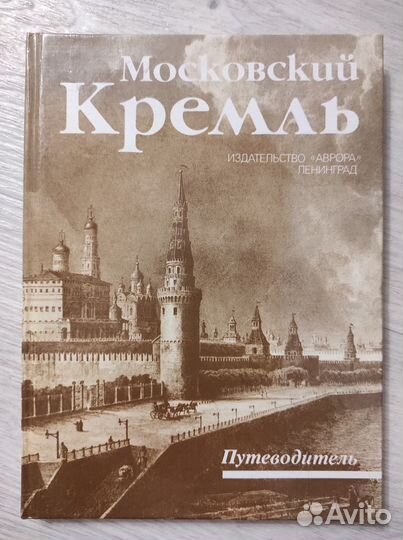 Московский
Кремль
ИЗДАТЕЛЬСТВО «АВРОРА»
ЛЕНИНГРАД
Путеводитель
Avito